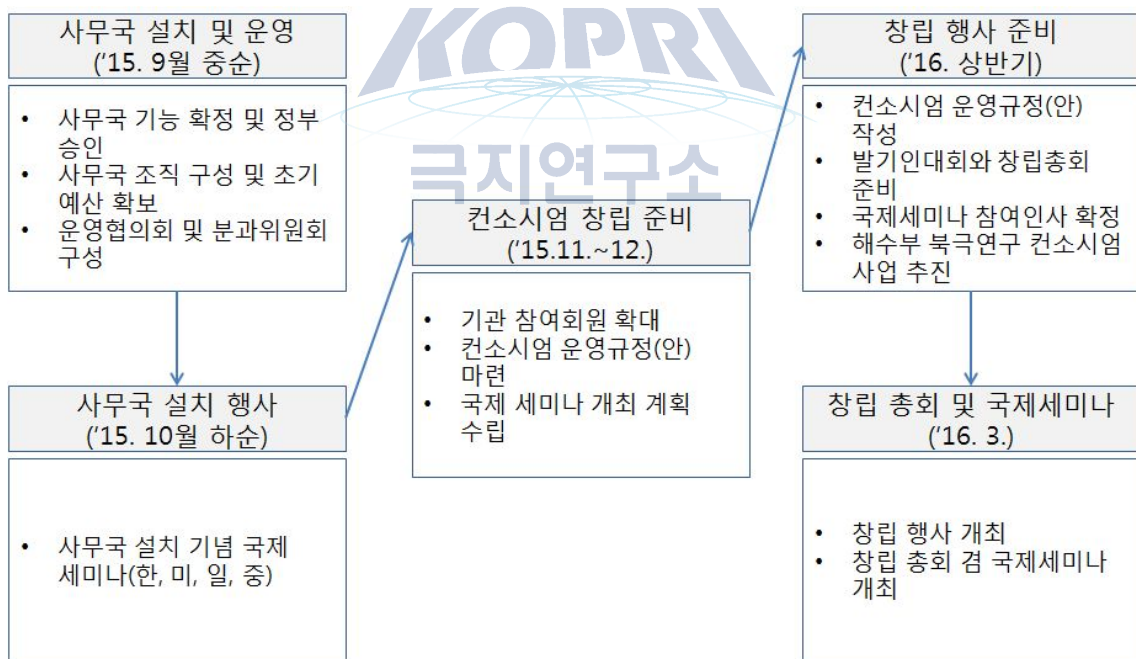 사무국 설치 및 운영
('15. 9월 중순)
• 사무국 기능 확정 및 정부
승인
• 사무국 조직 구성 및 초기
예산 확보
• 운영협의회 및 분과위원회
구성
사무국 설치 행사
('15. 10월 하순)
• 사무국 설치 기념 국제
세미나(한, 미, 일, 중)
KOPRI
극지연구소
컨소시엄 창립 준비
('15.11.~12.)
• 기관 참여회원 확대
• 컨소시엄 운영규정(안)
마련
• 국제 세미나 개최 계획
수립
창립 행사 준비
('16. 상반기)
• 컨소시엄 운영규정(안)
작성
• 발기인대회와 창립총회
준비
• 국제세미나 참여인사 확정
• 해수부 북극연구 컨소시엄
사업 추진
창립 총회 및 국제세미나
('16. 3.)
• 창립 행사 개최
• 창립 총회 겸 국제세미나
개최